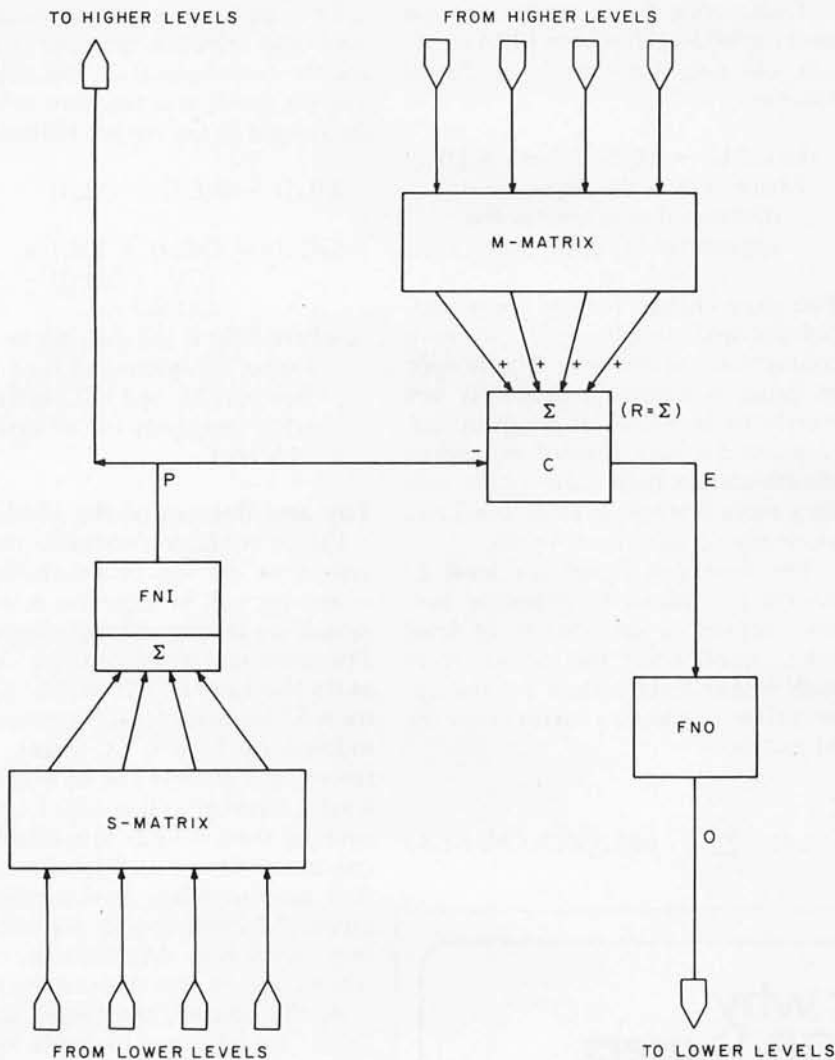 TO HIGHER LEVELS
FROM HIGHER LEVELS
M-MATRIX
+ + + +
Σ
(R=Σ)
C
−
P
E
FNI
Σ
FNO
S-MATRIX
O
FROM LOWER LEVELS
TO LOWER LEVELS